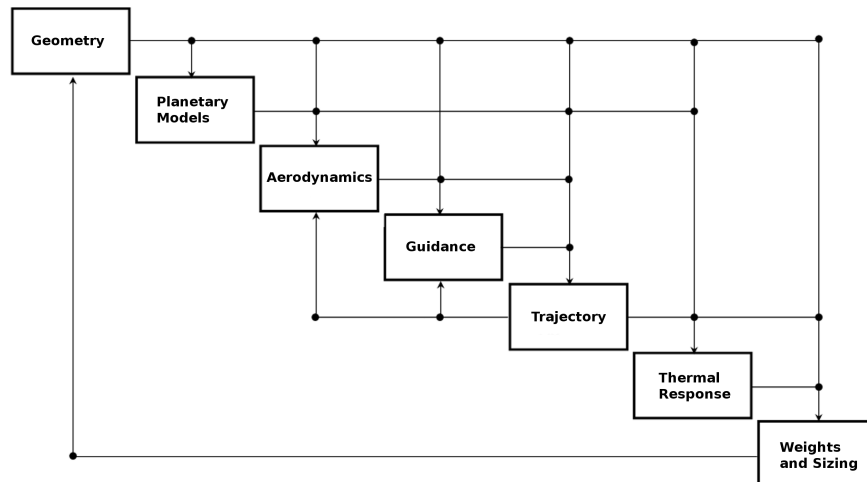 Geometry
Planetary
Models
Aerodynamics
Guidance
Trajectory
Thermal
Response
Weights
and Sizing